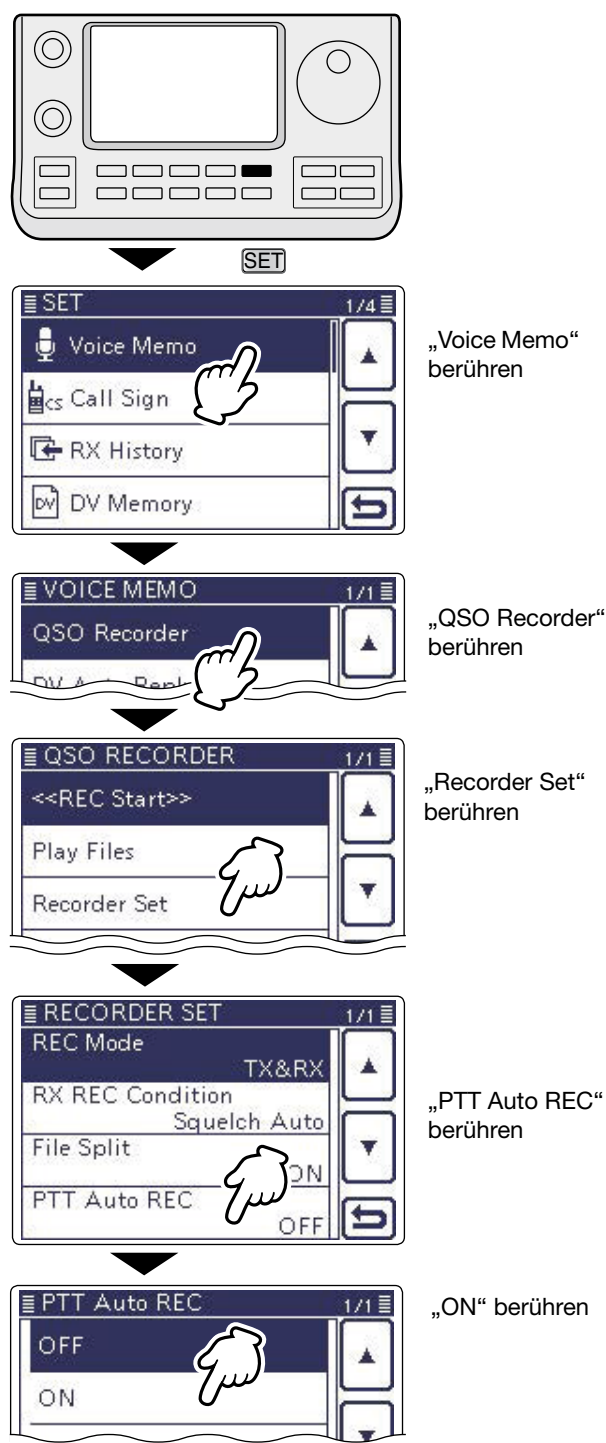 SET
SET 1/4
Voice Memo
„Voice Memo“
berühren
CS Call Sign
RX History
DV DV Memory
VOICE MEMO 1/1
QSO Recorder
„QSO Recorder“
berühren
QSO RECORDER 1/1
<<REC Start>>
„Recorder Set“
berühren
Play Files
Recorder Set
RECORDER SET 1/1
REC Mode
TX&RX
RX REC Condition
Squelch Auto
„PTT Auto REC“
berühren
File Split
ON
PTT Auto REC
OFF
PTT Auto REC 1/1
„ON“ berühren
OFF
ON